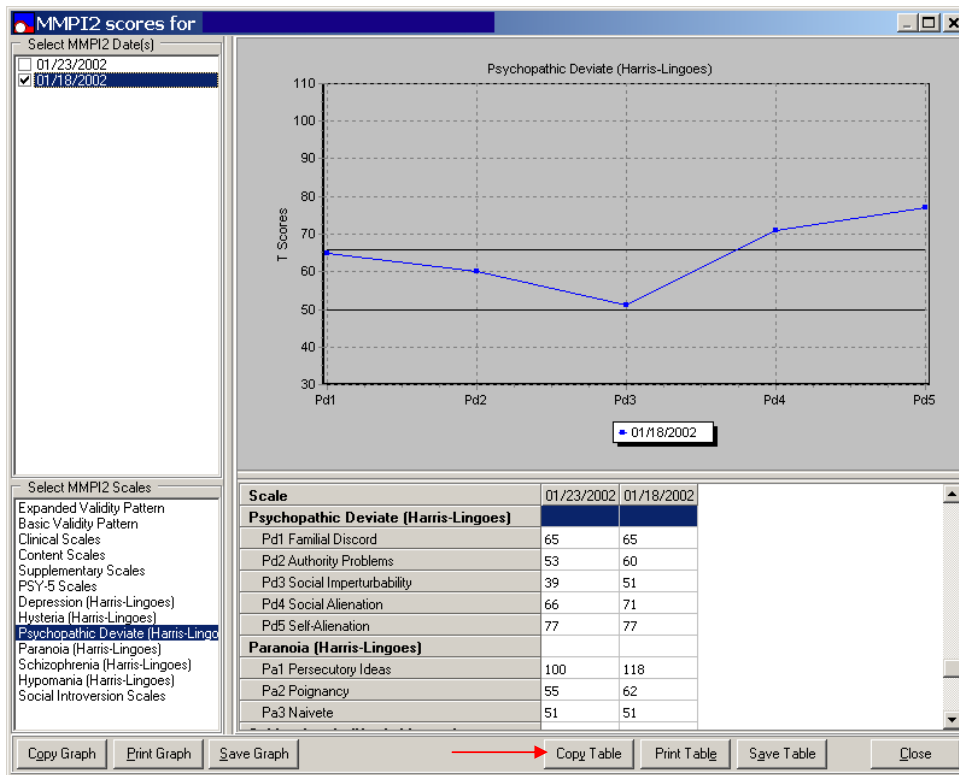 MMPI2 scores for
Select MMPI2 Date(s)
01/23/2002
01/18/2002
Psychopathic Deviate (Harris-Lingoes)
110
100
90
80
70
60
50
40
30
T Scores
Pd1 Pd2 Pd3 Pd4 Pd5
01/18/2002
Select MMPI2 Scales
Expanded Validity Pattern
Basic Validity Pattern
Clinical Scales
Content Scales
Supplementary Scales
PSY-5 Scales
Depression (Harris-Lingoes)
Hysteria (Harris-Lingoes)
Psychopathic Deviate (Harris-Lingo
Paranoia (Harris-Lingoes)
Schizophrenia (Harris-Lingoes)
Hypomania (Harris-Lingoes)
Social Introversion Scales
Scale 01/23/2002 01/18/2002
Psychopathic Deviate (Harris-Lingoes)
Pd1 Familial Discord 65 65
Pd2 Authority Problems 53 60
Pd3 Social Imperturbability 39 51
Pd4 Social Alienation 66 71
Pd5 Self-Alienation 77 77
Paranoia (Harris-Lingoes)
Pa1 Persecutory Ideas 100 118
Pa2 Poignancy 55 62
Pa3 Naivete 51 51
Copy Graph Print Graph Save Graph Copy Table Print Table Save Table Close